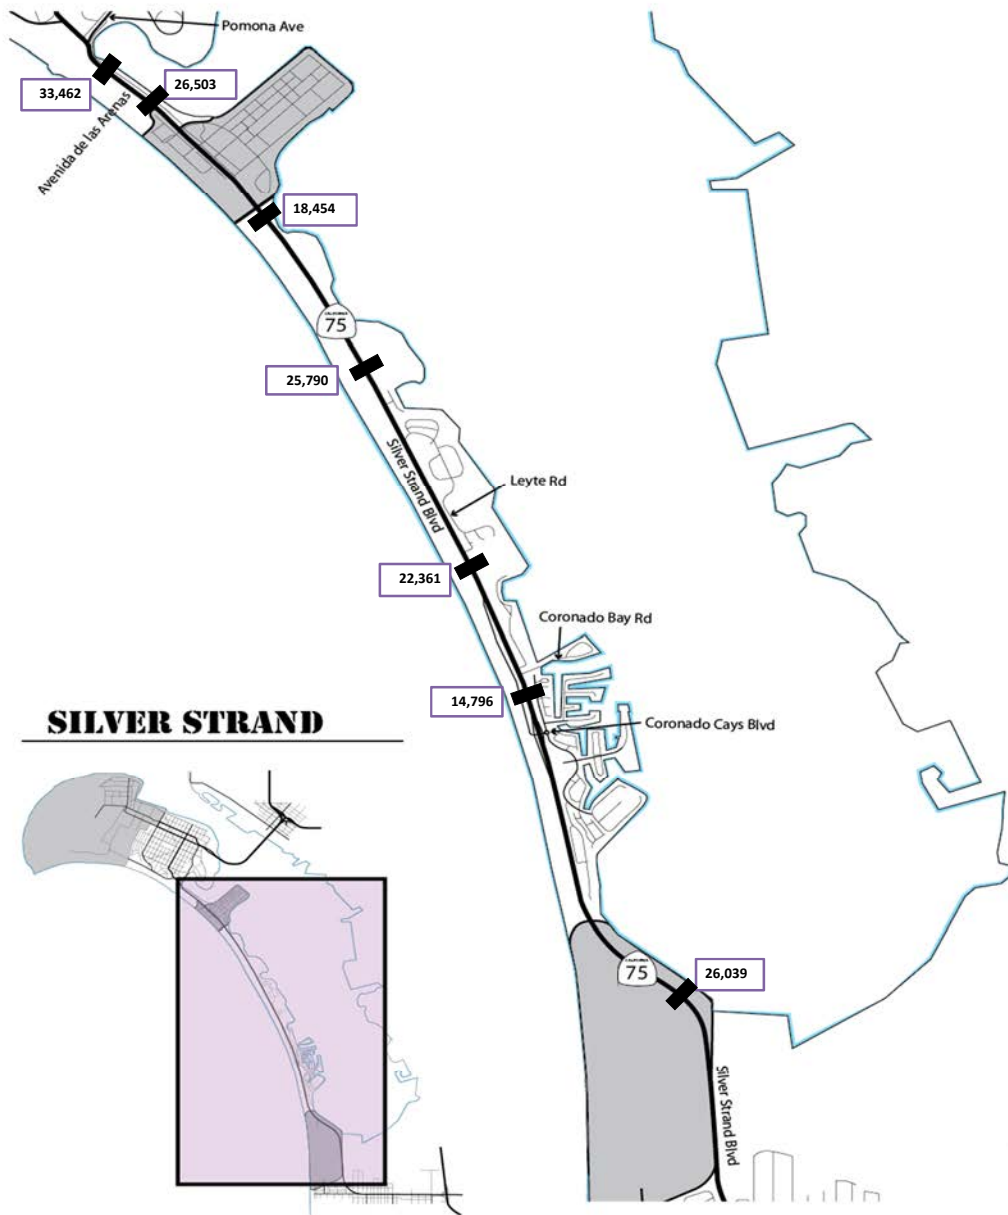 Pomona Ave
33,462
26,503
Avenida de las Arenas
18,454
CALIFORNIA
75
25,790
Silver Strand Blvd
Leyte Rd
22,361
Coronado Bay Rd
14,796
Coronado Cays Blvd
SILVER STRAND
CALIFORNIA
75
26,039
Silver Strand Blvd